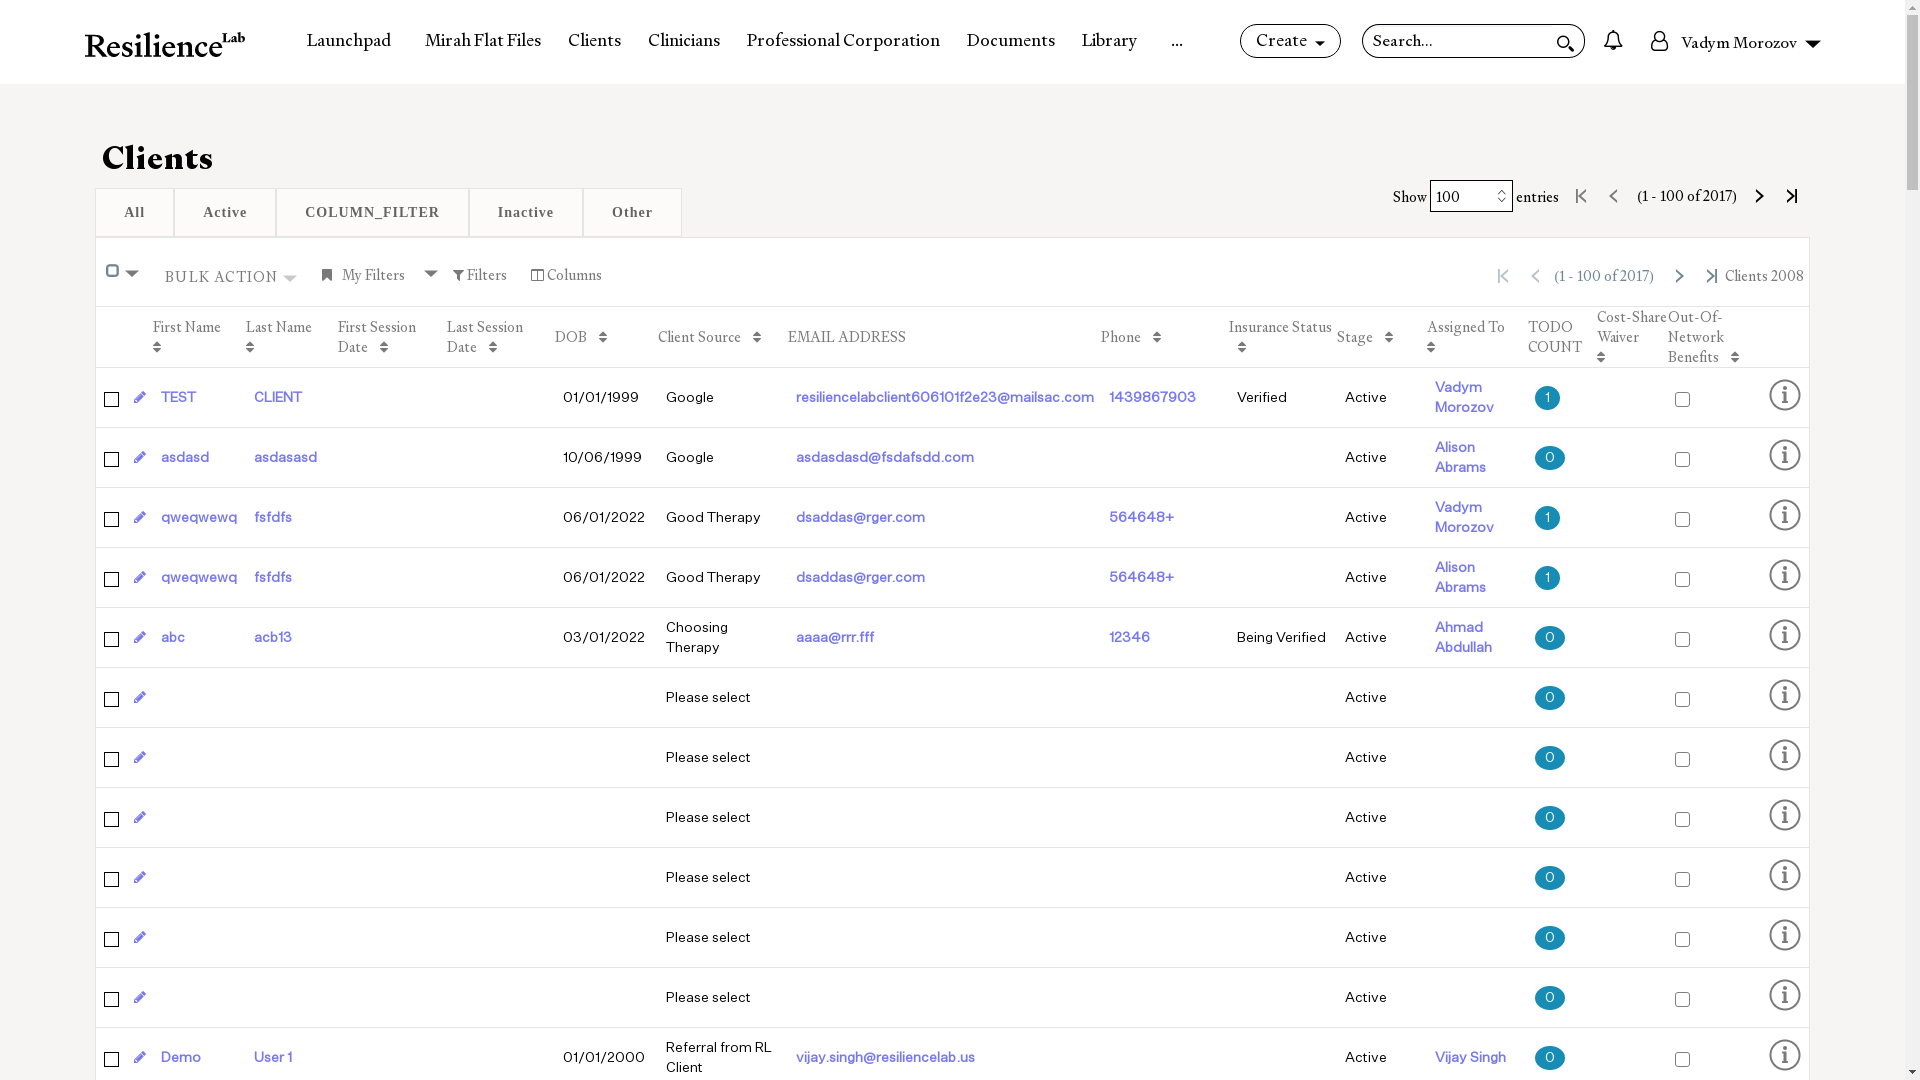 Resilience Lab
Launchpad Mirah Flat Files Clients Clinicians Professional Corporation Documents Library ... Create Search... Vadym Morozov
Clients
All Active COLUMN_FILTER Inactive Other
Show 100 entries (1 - 100 of 2017)
BULK ACTION My Filters Filters Columns (1 - 100 of 2017) Clients 2008
First Name Last Name First Session Date Last Session Date DOB Client Source EMAIL ADDRESS Phone Insurance Status Stage Assigned To TODO COUNT Cost-Share Waiver Out-Of-Network Benefits
TEST CLIENT 01/01/1999 Google resiliencelabclient606101f2e23@mailsac.com 1439867903 Verified Active Vadym Morozov 1
asdasd asdasasd 10/06/1999 Google asdasdasd@fsdafsdd.com Active Alison Abrams 0
qweqwewq fsfdfs 06/01/2022 Good Therapy dsaddas@rger.com 564648+ Active Vadym Morozov 1
qweqwewq fsfdfs 06/01/2022 Good Therapy dsaddas@rger.com 564648+ Active Alison Abrams 1
abc acb13 03/01/2022 Choosing Therapy aaaa@rrr.fff 12346 Being Verified Active Ahmad Abdullah 0
Please select Active 0
Please select Active 0
Please select Active 0
Please select Active 0
Please select Active 0
Please select Active 0
Demo User 1 01/01/2000 Referral from RL Client vijay.singh@resiliencelab.us Active Vijay Singh 0